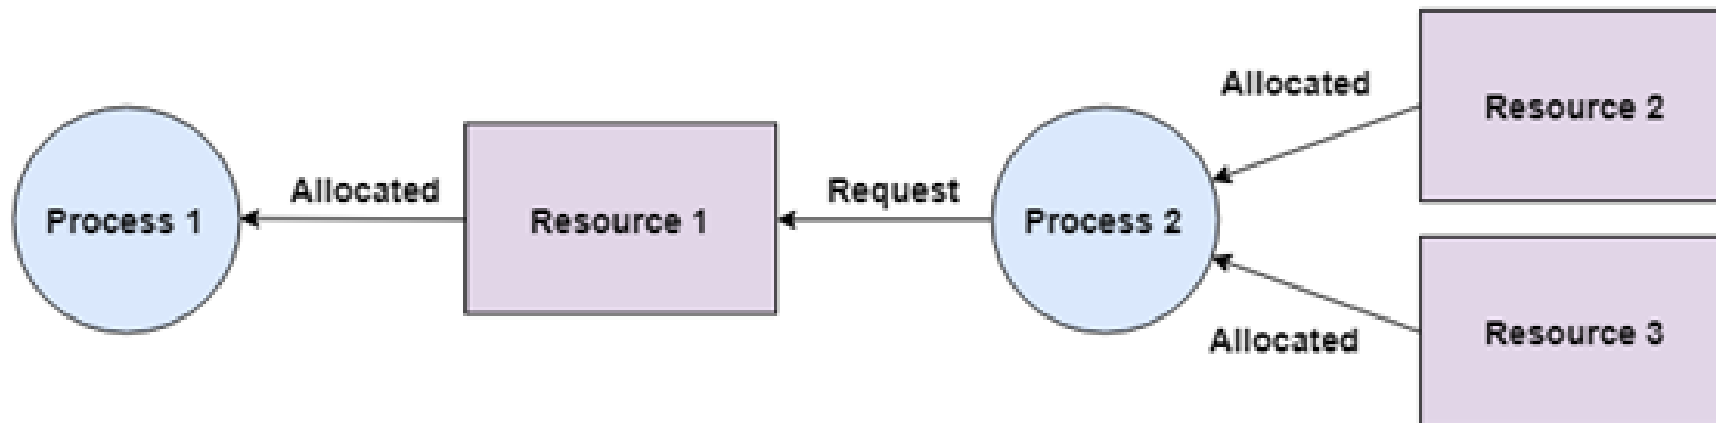 Process 1
Allocated
Resource 1
Request
Process 2
Allocated
Resource 2
Allocated
Resource 3